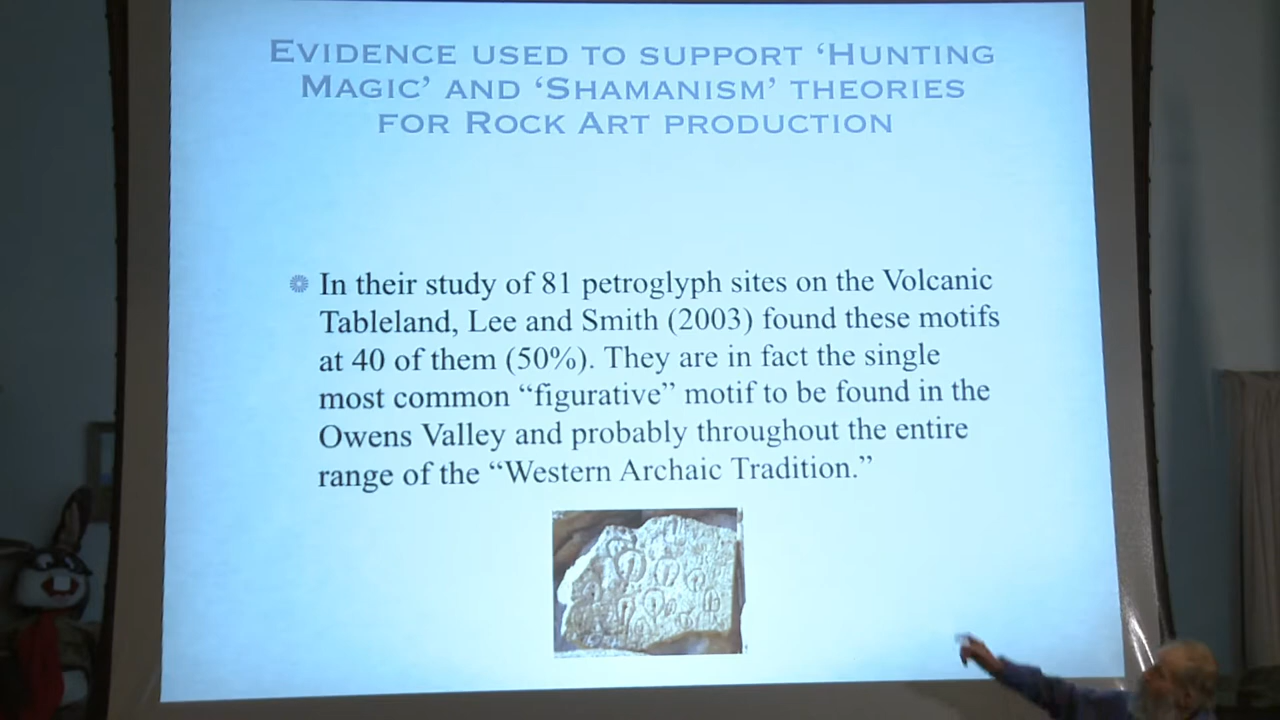 EVIDENCE USED TO SUPPORT ‘HUNTING
MAGIC’ AND ‘SHAMANISM’ THEORIES
FOR ROCK ART PRODUCTION
In their study of 81 petroglyph sites on the Volcanic
Tableland, Lee and Smith (2003) found these motifs
at 40 of them (50%). They are in fact the single
most common “figurative” motif to be found in the
Owens Valley and probably throughout the entire
range of the “Western Archaic Tradition.”